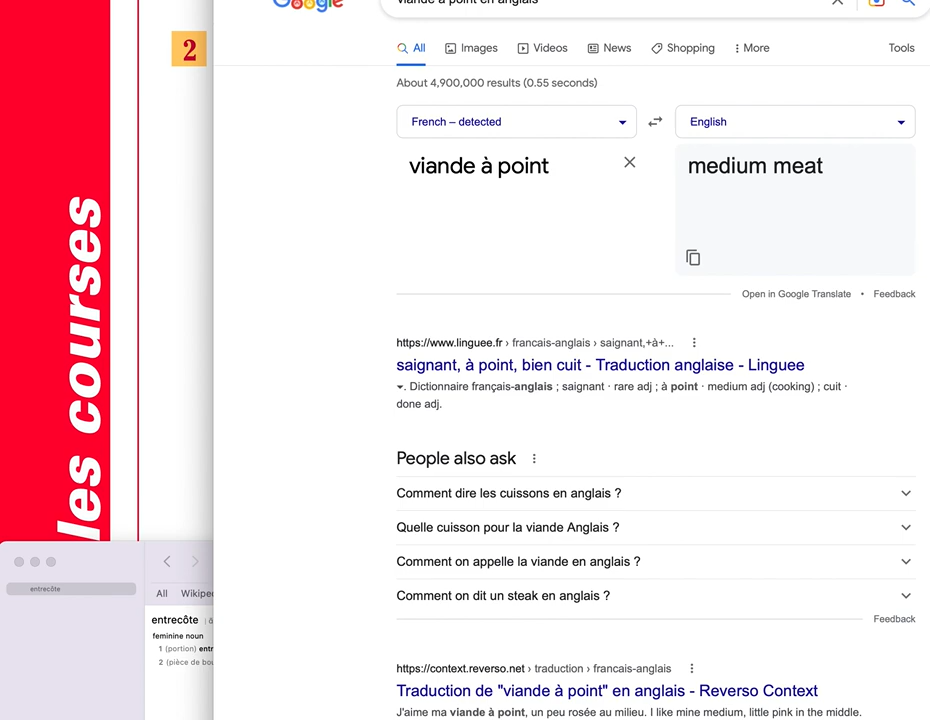 les courses
2
Google
viande à point en anglais
All
Images
Videos
News
Shopping
More
Tools
About 4,900,000 results (0.55 seconds)
French – detected
English
viande à point
medium meat
Open in Google Translate • Feedback
https://www.linguee.fr › francais-anglais › saignant,+à+...
saignant, à point, bien cuit - Traduction anglaise - Linguee
. Dictionnaire français-anglais ; saignant · rare adj ; à point · medium adj (cooking) ; cuit ·
done adj.
People also ask
Comment dire les cuissons en anglais ?
Quelle cuisson pour la viande Anglais ?
Comment on appelle la viande en anglais ?
Comment on dit un steak en anglais ?
Feedback
https://context.reverso.net › traduction › francais-anglais
Traduction de "viande à point" en anglais - Reverso Context
J'aime ma viande à point, un peu rosée au milieu. I like mine medium, little pink in the middle.
entrecôte
All
entrecôte
feminine noun
1 (portion)
2 (pièce de